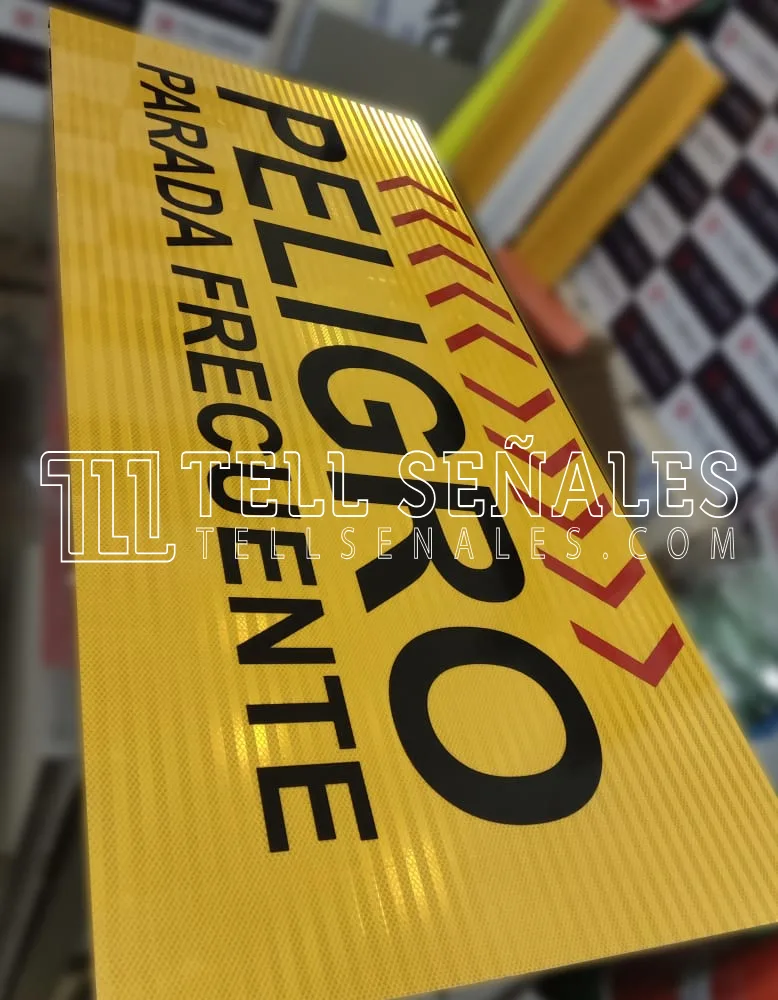 PELIGRO
PARADA FRECUENTE
TELL SEÑALES
TELLSENALES.COM